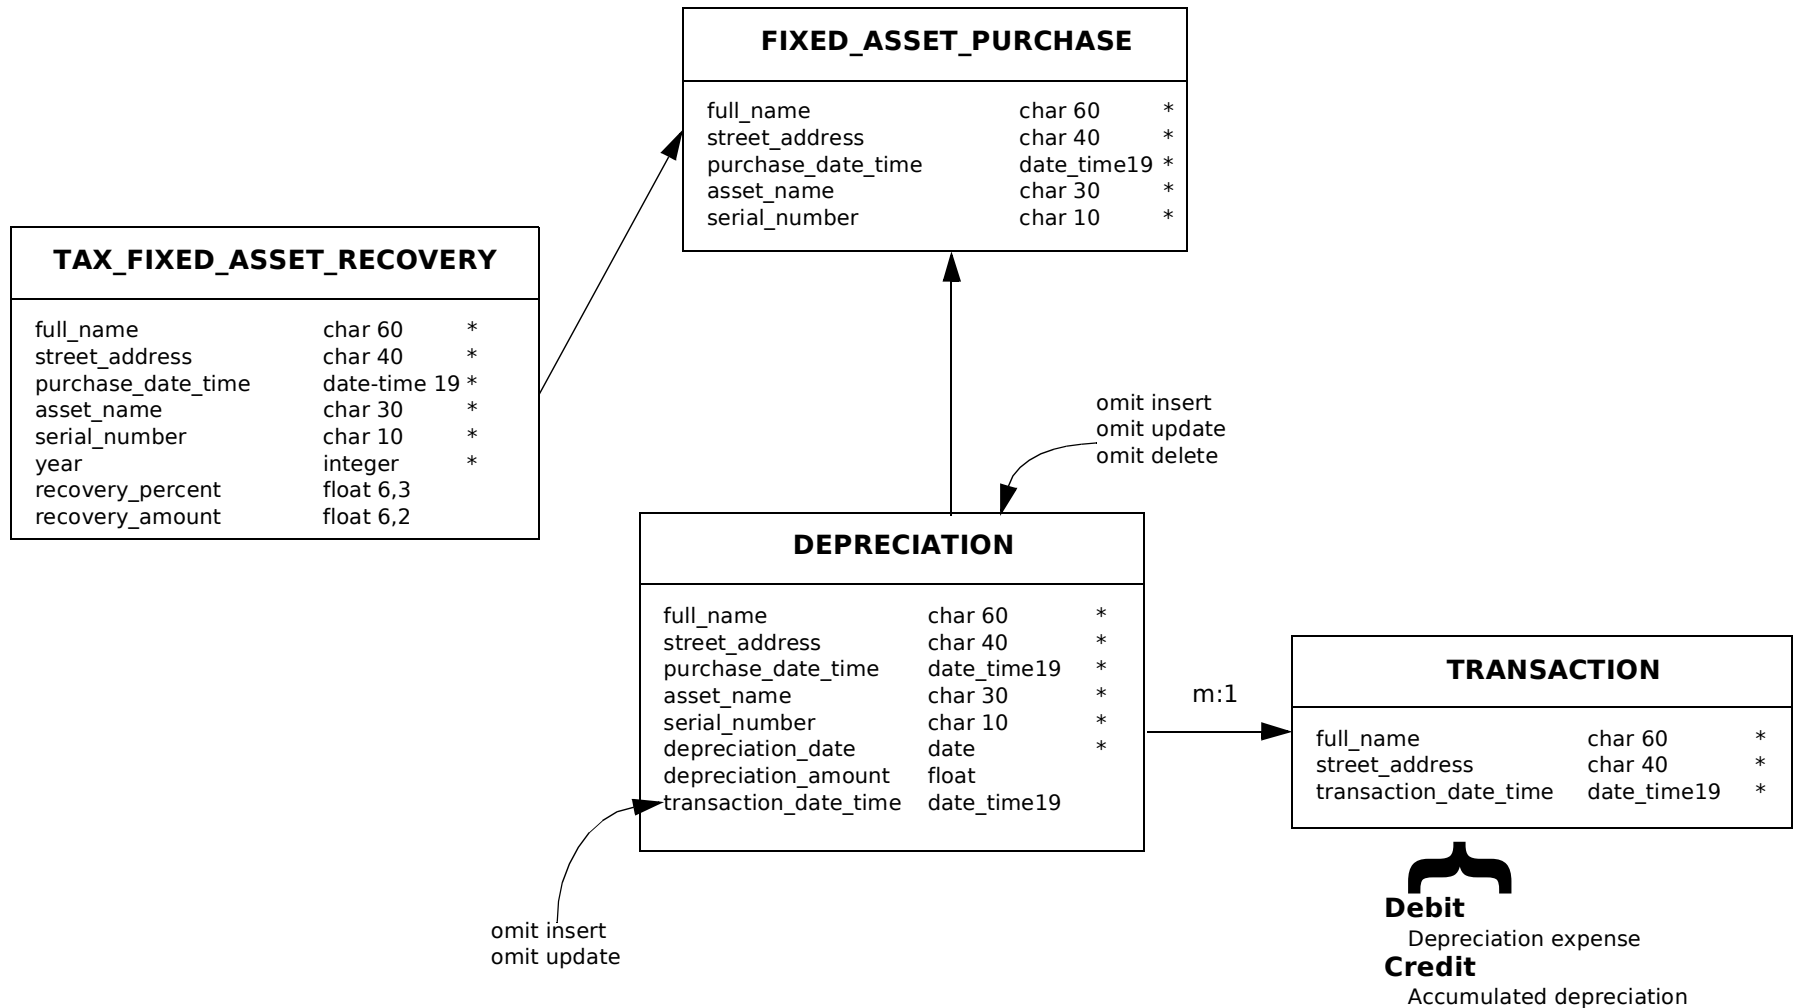 FIXED_ASSET_PURCHASE
full_name char 60 *
street_address char 40 *
purchase_date_time date_time19 *
asset_name char 30 *
serial_number char 10 *
TAX_FIXED_ASSET_RECOVERY
full_name char 60 *
street_address char 40 *
purchase_date_time date-time 19 *
asset_name char 30 *
serial_number char 10 *
year integer *
recovery_percent float 6,3
recovery_amount float 6,2
omit insert
omit update
omit delete
DEPRECIATION
full_name char 60 *
street_address char 40 *
purchase_date_time date_time19 *
asset_name char 30 *
serial_number char 10 *
depreciation_date date *
depreciation_amount float
transaction_date_time date_time19
omit insert
omit update
m:1
TRANSACTION
full_name char 60 *
street_address char 40 *
transaction_date_time date_time19 *
Debit
Depreciation expense
Credit
Accumulated depreciation